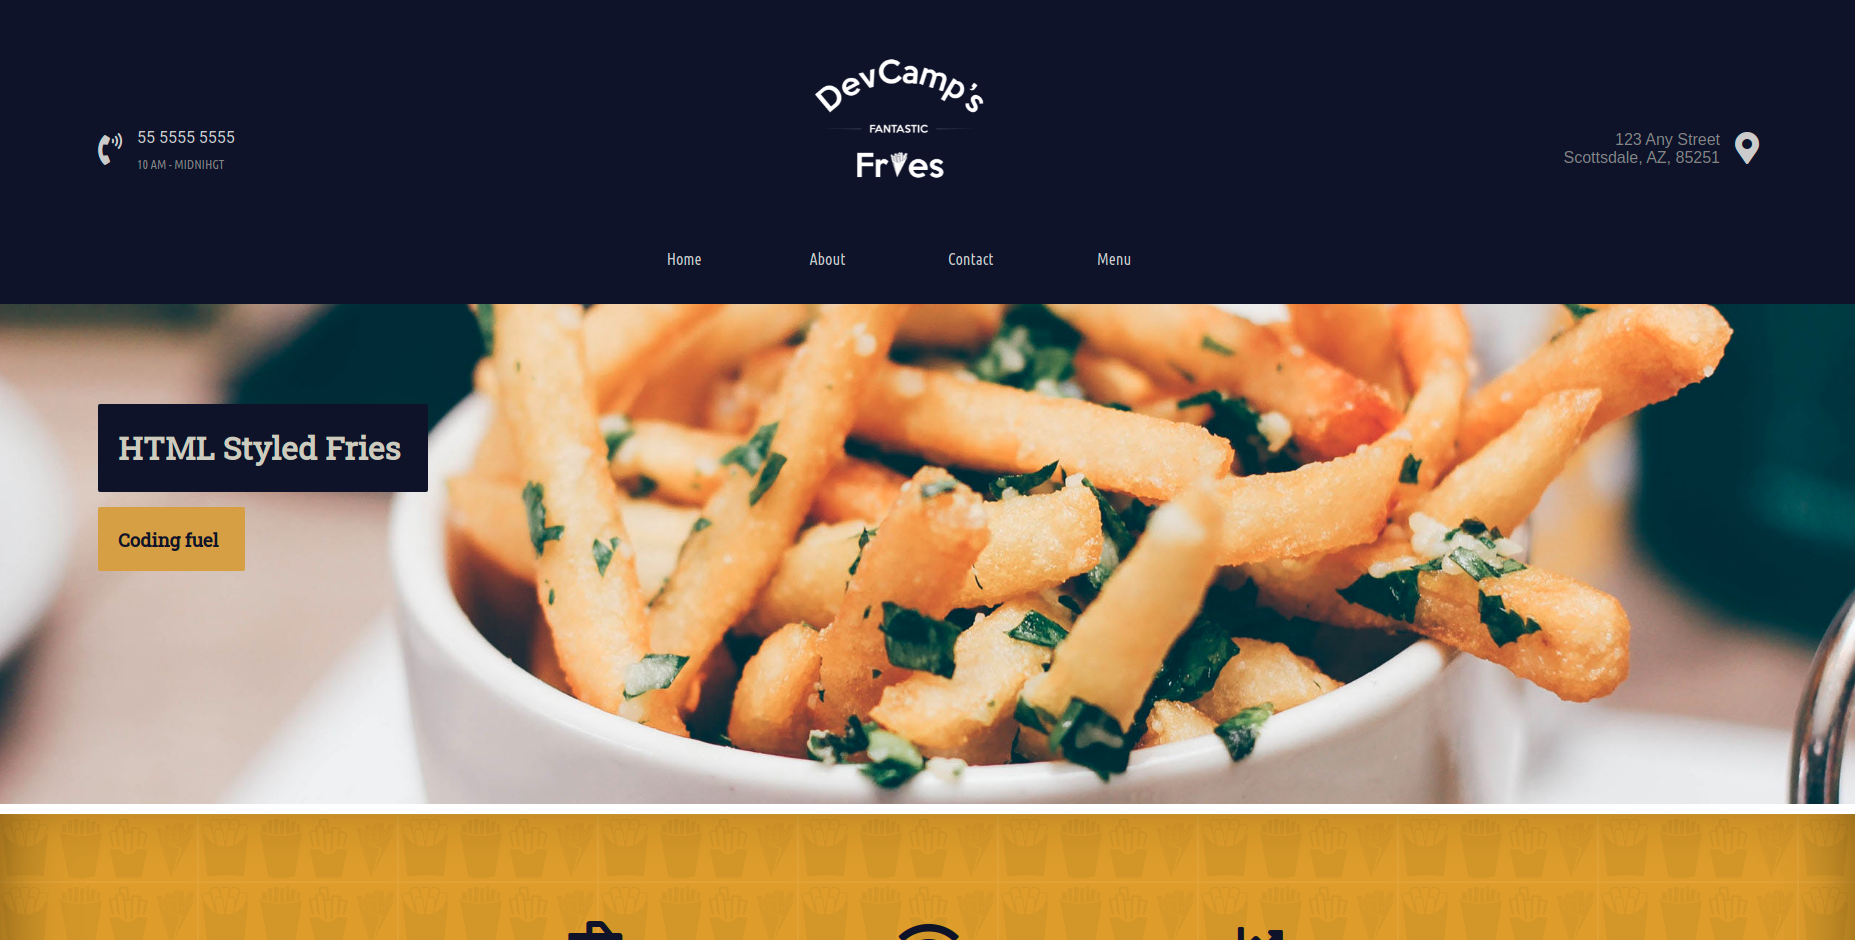 DevCamp's
FANTASTIC
Fries
55 5555 5555
10 AM - MIDNIHGT
123 Any Street
Scottsdale, AZ, 85251
Home
About
Contact
Menu
HTML Styled Fries
Coding fuel